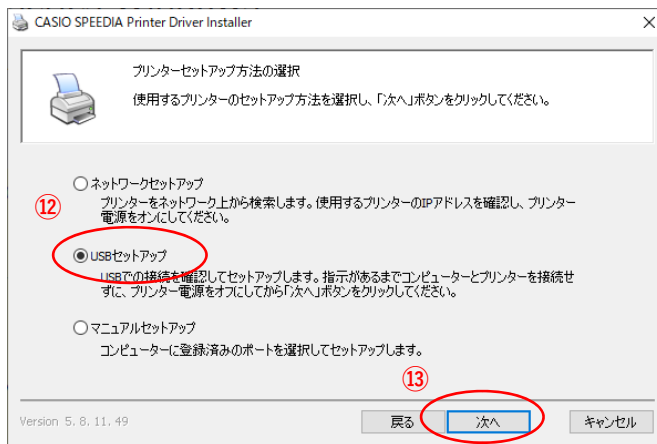 CASIO SPEEDIA Printer Driver Installer
プリンターセットアップ方法の選択
使用するプリンターのセットアップ方法を選択し、「次へ」ボタンをクリックしてください。
ネットワークセットアップ
⑫
プリンターをネットワーク上から検索します。使用するプリンターのIPアドレスを確認し、プリンター
電源をオンにしてください。
USBセットアップ
USBでの接続を確認してセットアップします。指示があるまでコンピューターとプリンターを接続せ
ずに、プリンター電源をオフにしてから「次へ」ボタンをクリックしてください。
マニュアルセットアップ
コンピューターに登録済みのポートを選択してセットアップします。
⑬
Version 5.8.11.49
戻る
次へ
キャンセル